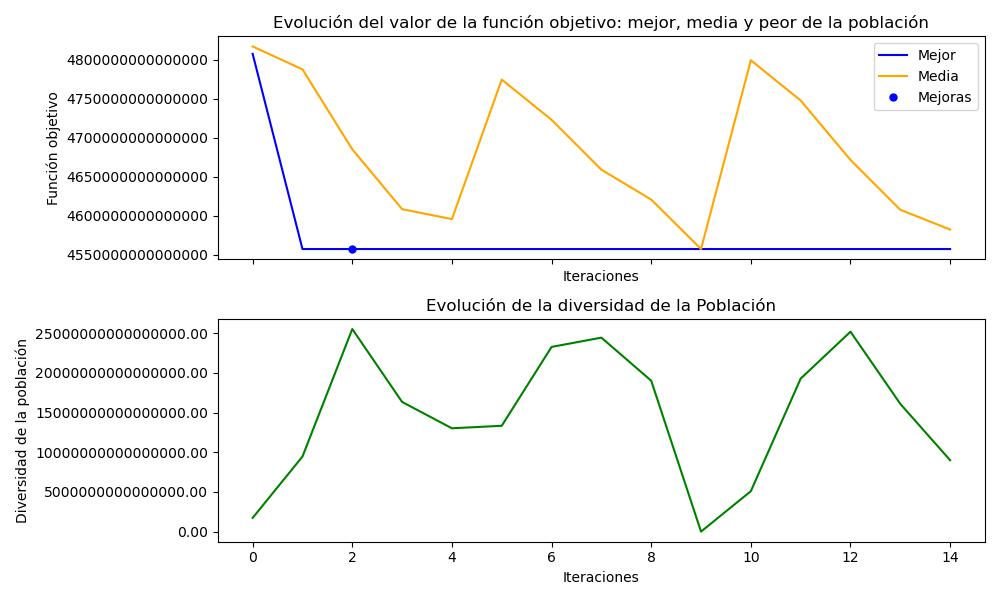 Evolución del valor de la función objetivo: mejor, media y peor de la población
Función objetivo
4800000000000000
4750000000000000
4700000000000000
4650000000000000
4600000000000000
4550000000000000
Mejor
Media
Mejoras
Iteraciones
Evolución de la diversidad de la Población
Diversidad de la población
25000000000000000.00
20000000000000000.00
15000000000000000.00
10000000000000000.00
5000000000000000.00
0.00
0 2 4 6 8 10 12 14
Iteraciones